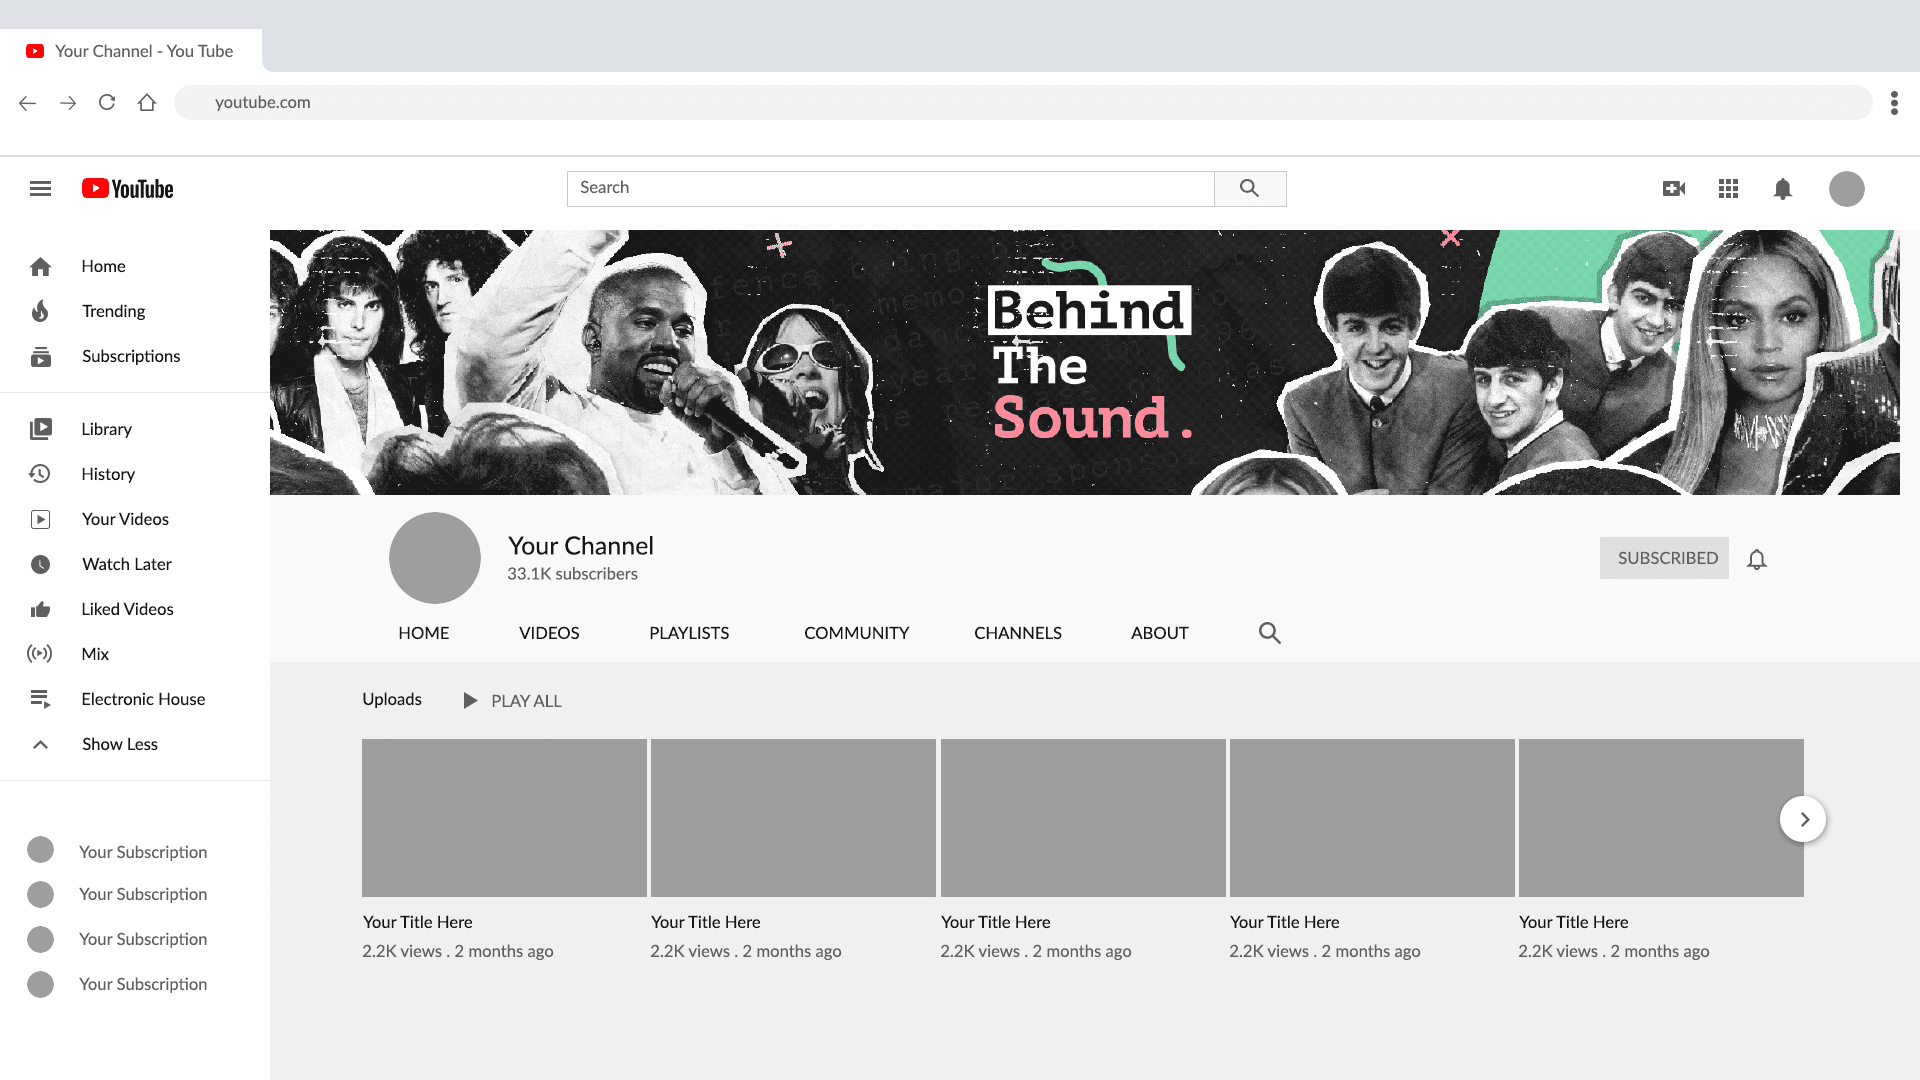 Your Channel - You Tube
youtube.com
YouTube
Search
Home
Trending
Subscriptions
Library
History
Your Videos
Watch Later
Liked Videos
Mix
Electronic House
Show Less
Your Subscription
Your Subscription
Your Subscription
Your Subscription
Behind
The
Sound.
Your Channel
33.1K subscribers
SUBSCRIBED
HOME VIDEOS PLAYLISTS COMMUNITY CHANNELS ABOUT
Uploads PLAY ALL
Your Title Here Your Title Here Your Title Here Your Title Here Your Title Here
2.2K views . 2 months ago 2.2K views . 2 months ago 2.2K views . 2 months ago 2.2K views . 2 months ago 2.2K views . 2 months ago